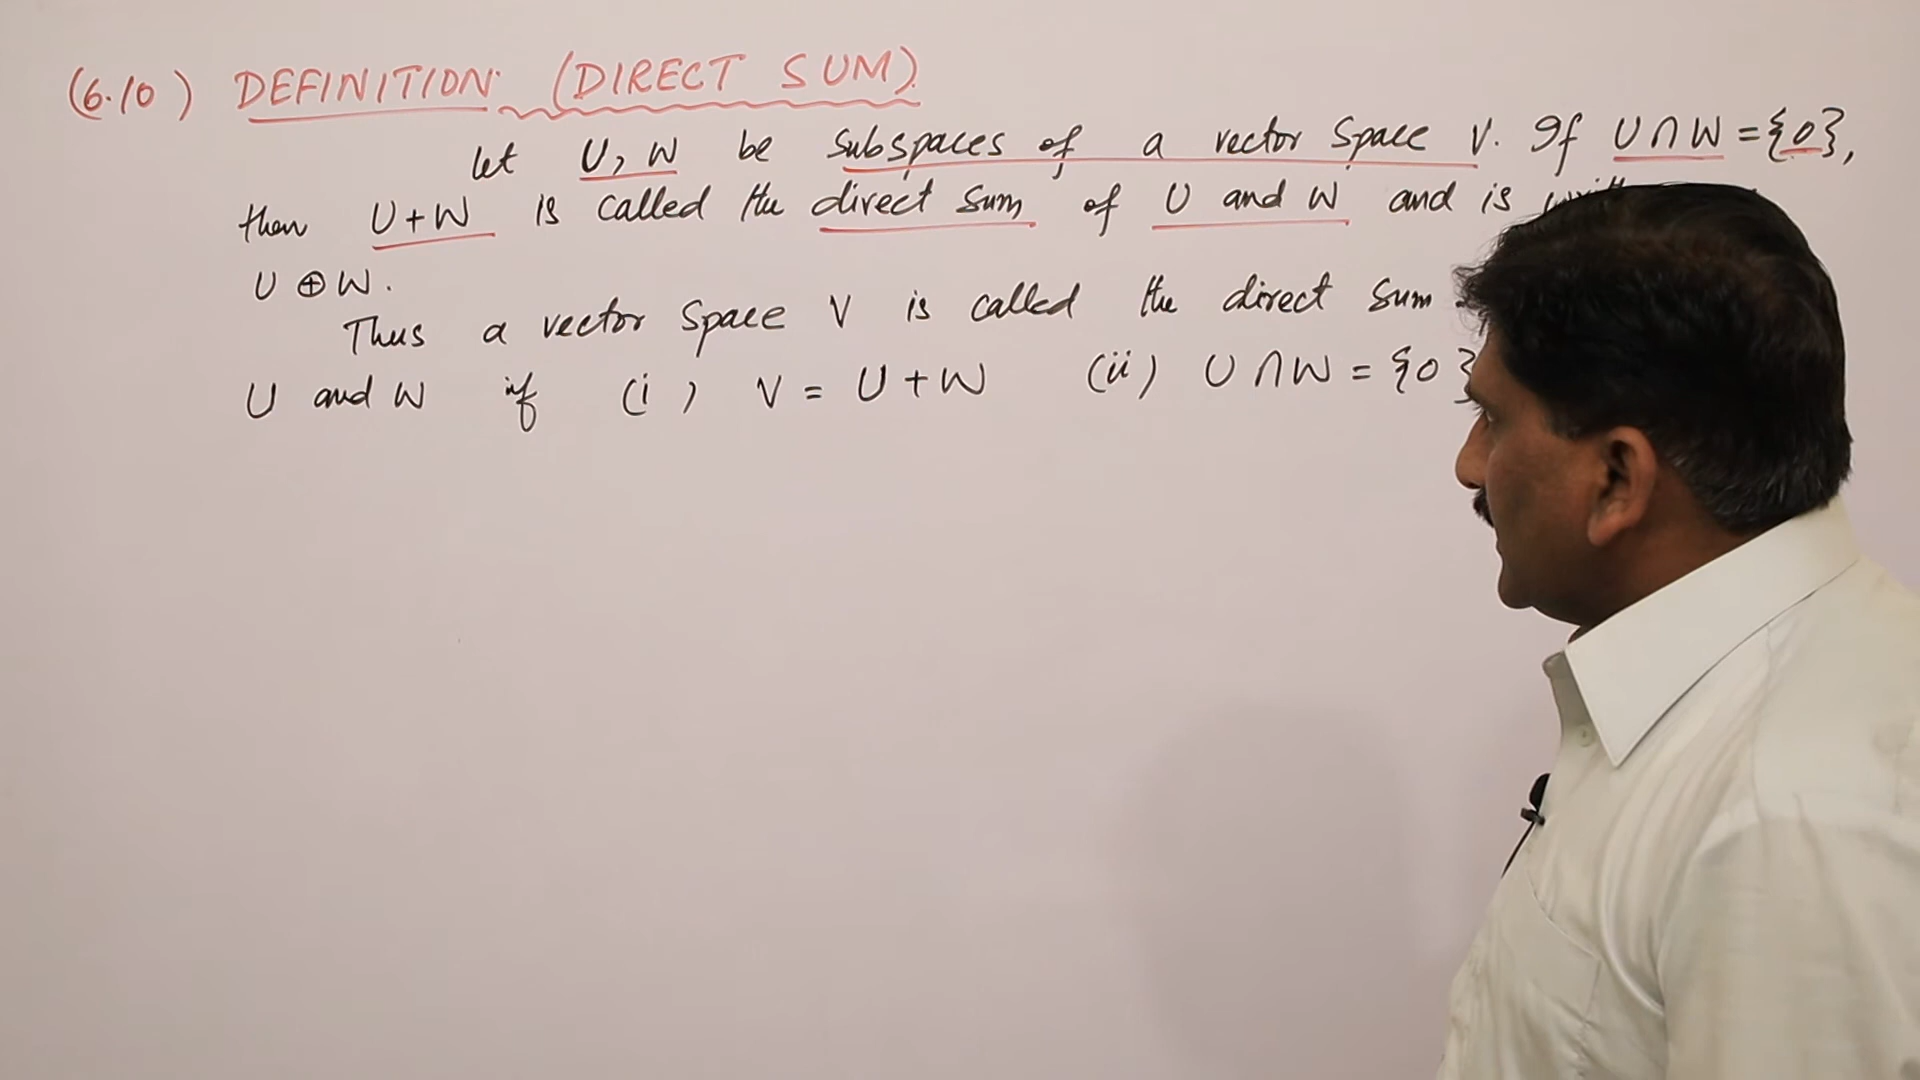 (6.10) DEFINITION (DIRECT SUM).
let U, W be Subspaces of a vector Space V. If U ∩ W = {0},
then U+W is called the direct sum of U and W and is
U ⊕ W.
Thus a vector Space V is called the direct Sum
U and W if (i) V = U + W (ii) U ∩ W = {0}